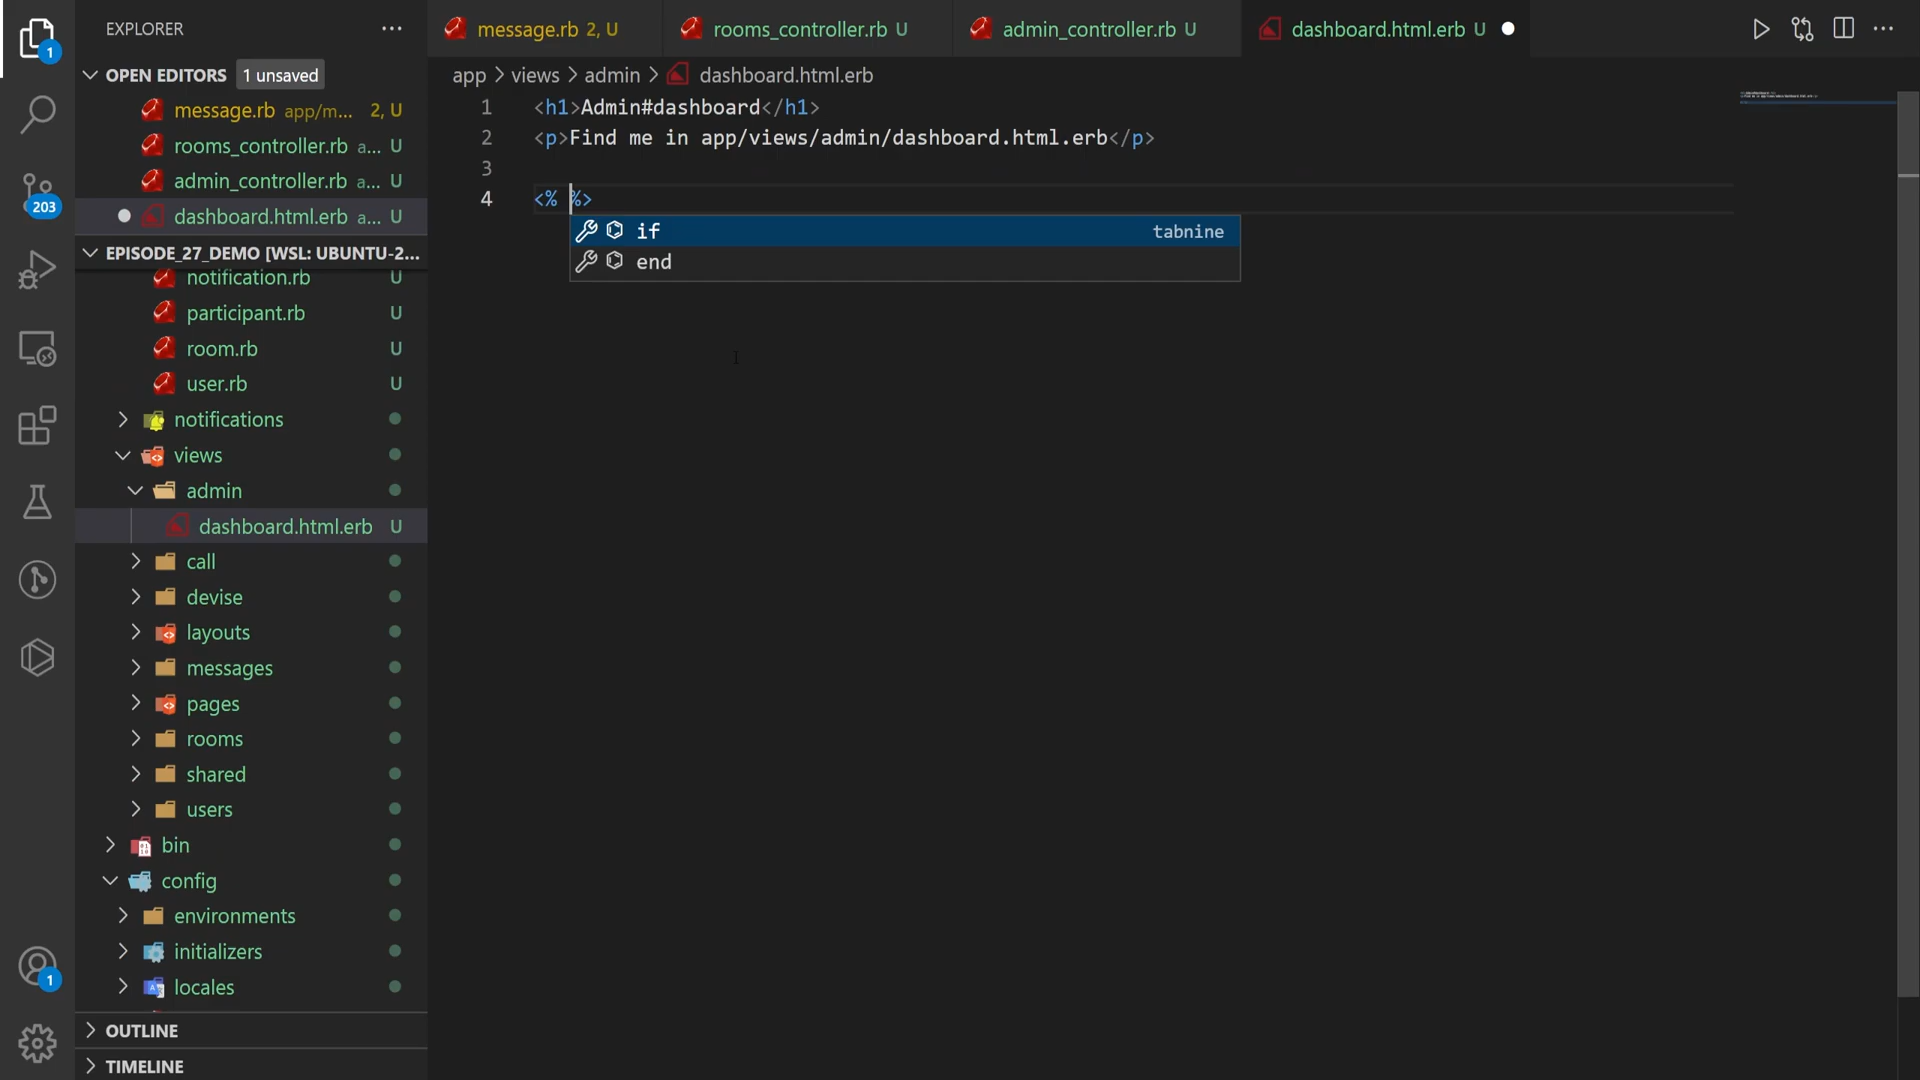 EXPLORER
OPEN EDITORS 1 unsaved
message.rb app/m... 2, U
rooms_controller.rb a... U
admin_controller.rb a... U
dashboard.html.erb a... U
EPISODE_27_DEMO [WSL: UBUNTU-2...
notification.rb U
participant.rb U
room.rb U
user.rb U
notifications
views
admin
dashboard.html.erb U
call
devise
layouts
messages
pages
rooms
shared
users
bin
config
environments
initializers
locales
OUTLINE
TIMELINE
1
203
1
message.rb 2, U
rooms_controller.rb U
admin_controller.rb U
dashboard.html.erb U
app > views > admin > dashboard.html.erb
1 <h1>Admin#dashboard</h1>
2 <p>Find me in app/views/admin/dashboard.html.erb</p>
3
4 <% %>
if tabnine
end